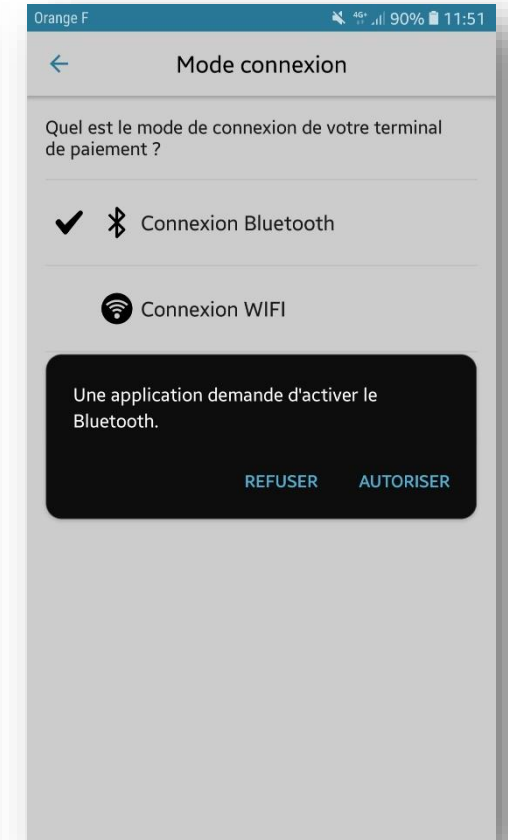 Orange F 4G+ 90% 11:51
Mode connexion
Quel est le mode de connexion de votre terminal
de paiement ?
Connexion Bluetooth
Connexion WIFI
Une application demande d'activer le
Bluetooth.
REFUSER AUTORISER